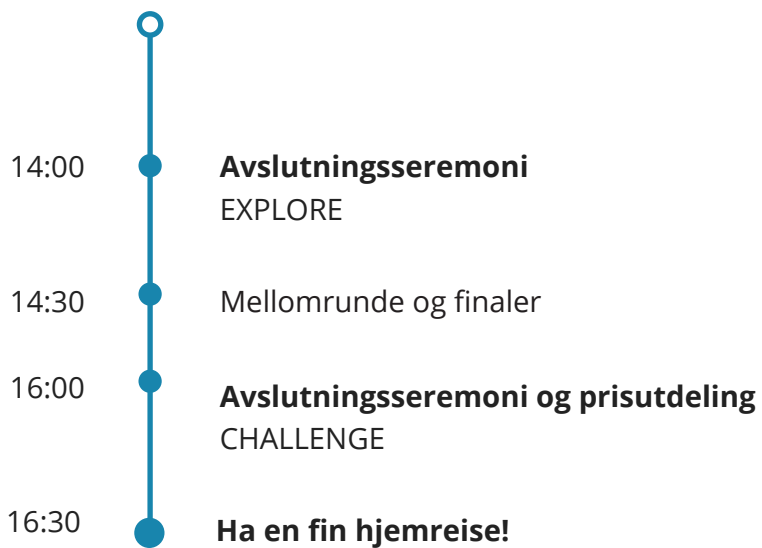 14:00 Avslutningsseremoni
EXPLORE
14:30 Mellomrunde og finaler
16:00 Avslutningsseremoni og prisutdeling
CHALLENGE
16:30 Ha en fin hjemreise!